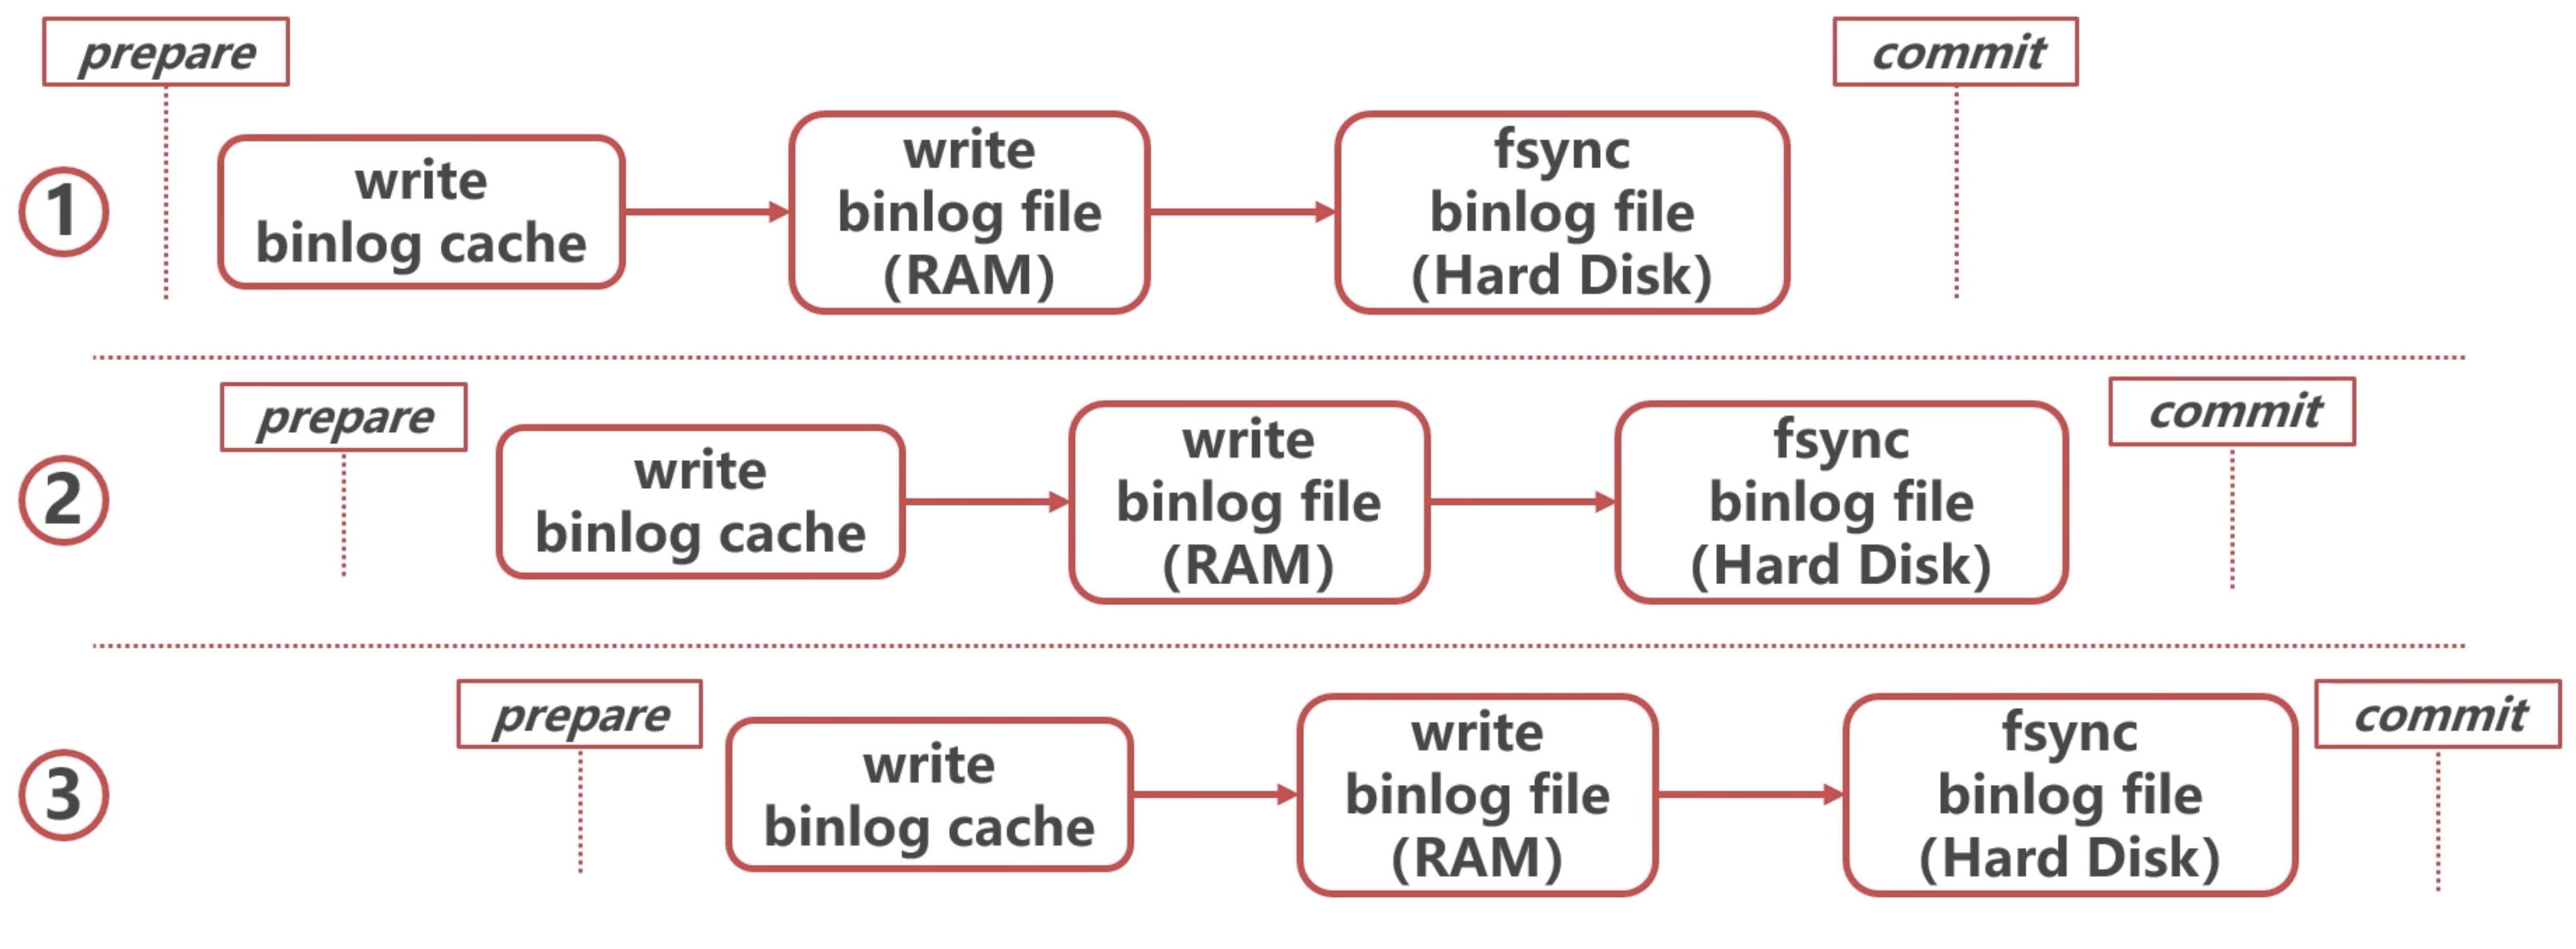 prepare
commit
1
write
binlog cache
write
binlog file
(RAM)
fsync
binlog file
(Hard Disk)
prepare
commit
2
write
binlog cache
write
binlog file
(RAM)
fsync
binlog file
(Hard Disk)
prepare
commit
3
write
binlog cache
write
binlog file
(RAM)
fsync
binlog file
(Hard Disk)